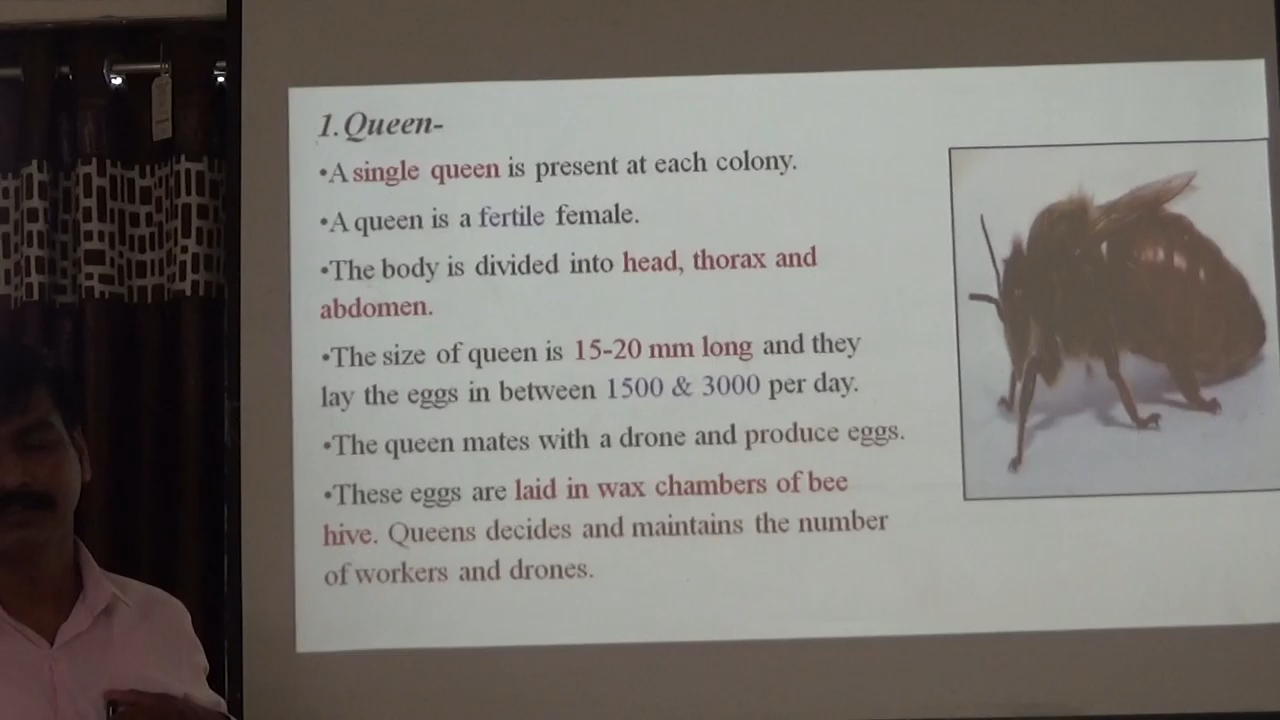 1. Queen-
•A single queen is present at each colony.
•A queen is a fertile female.
•The body is divided into head, thorax and
abdomen.
•The size of queen is 15-20 mm long and they
lay the eggs in between 1500 & 3000 per day.
•The queen mates with a drone and produce eggs.
•These eggs are laid in wax chambers of bee
hive. Queens decides and maintains the number
of workers and drones.